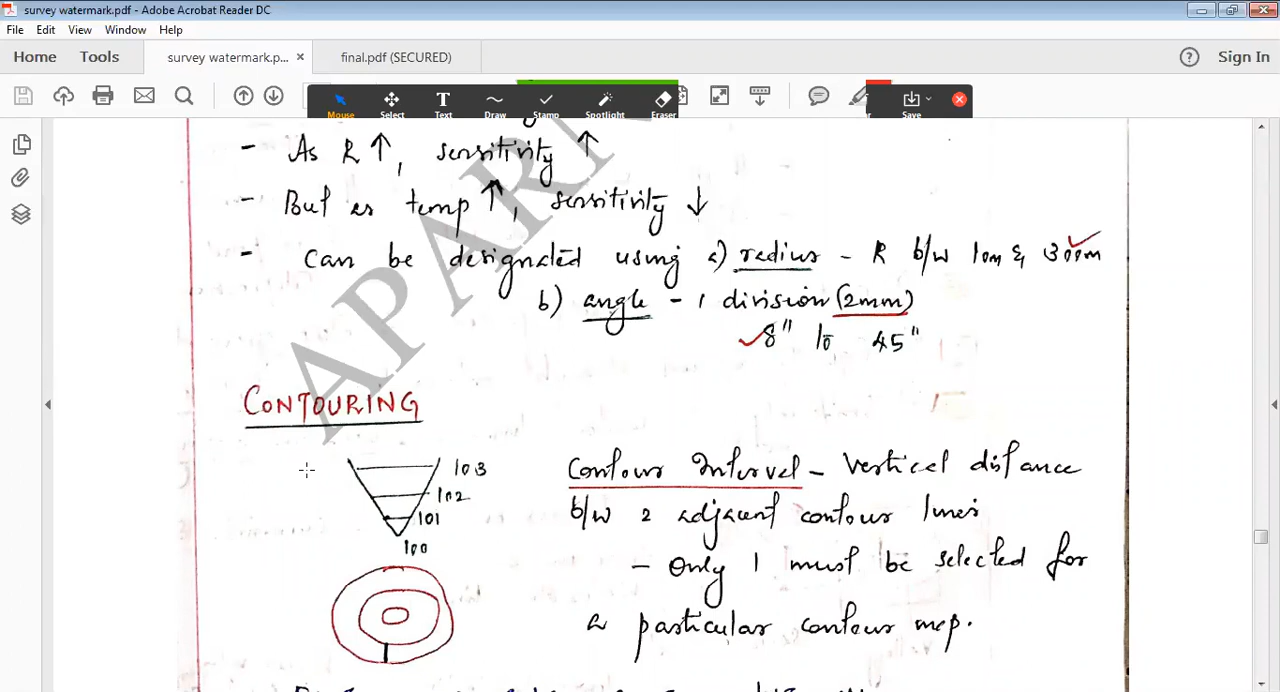 survey watermark.pdf - Adobe Acrobat Reader DC
File Edit View Window Help
Home Tools survey watermark.p... × final.pdf (SECURED) Sign In
Mouse Select Text Draw Stamp Spotlight Eraser Save
- As R ↑, sensitivity ↑
- But as temp ↑, sensitivity ↓
- Can be designated using a) radius - R b/w 10m & 300m
b) angle - 1 division (2mm)
8" to 45"
CONTOURING
103
102
101
100
Contour Interval - Vertical distance
b/w 2 adjacent contour lines
- Only 1 must be selected for
a particular contour map.